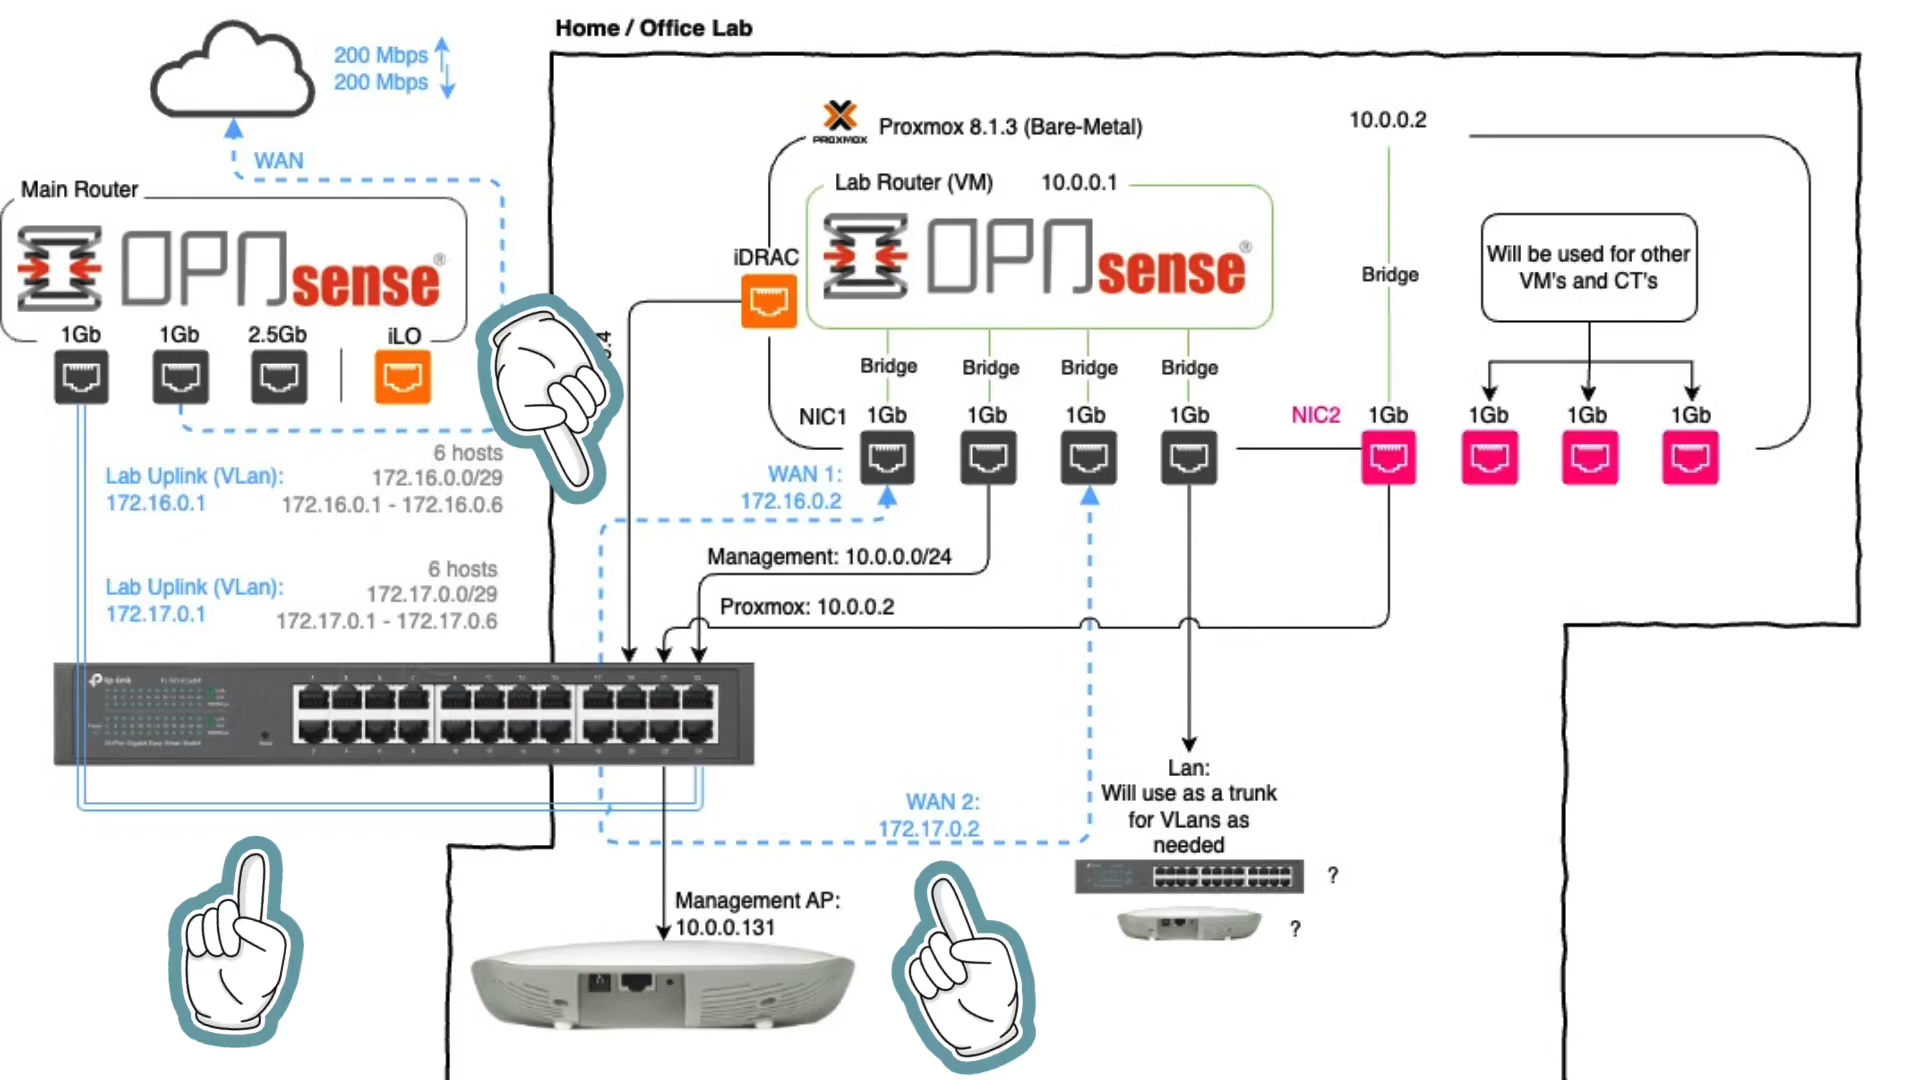 Home / Office Lab
200 Mbps
200 Mbps
WAN
Main Router
OPNsense®
1Gb
1Gb
2.5Gb
iLO
Lab Uplink (VLan):
172.16.0.1
6 hosts
172.16.0.0/29
172.16.0.1 - 172.16.0.6
Lab Uplink (VLan):
172.17.0.1
6 hosts
172.17.0.0/29
172.17.0.1 - 172.17.0.6
PROXMOX
Proxmox 8.1.3 (Bare-Metal)
10.0.0.2
Lab Router (VM)
10.0.0.1
OPNsense®
iDRAC
Bridge
Will be used for other
VM's and CT's
Bridge
Bridge
Bridge
Bridge
NIC1
1Gb
1Gb
1Gb
1Gb
NIC2
1Gb
1Gb
1Gb
1Gb
WAN 1:
172.16.0.2
Management: 10.0.0.0/24
Proxmox: 10.0.0.2
tp-link
WAN 2:
172.17.0.2
Lan:
Will use as a trunk
for VLans as
needed
?
?
Management AP:
10.0.0.131